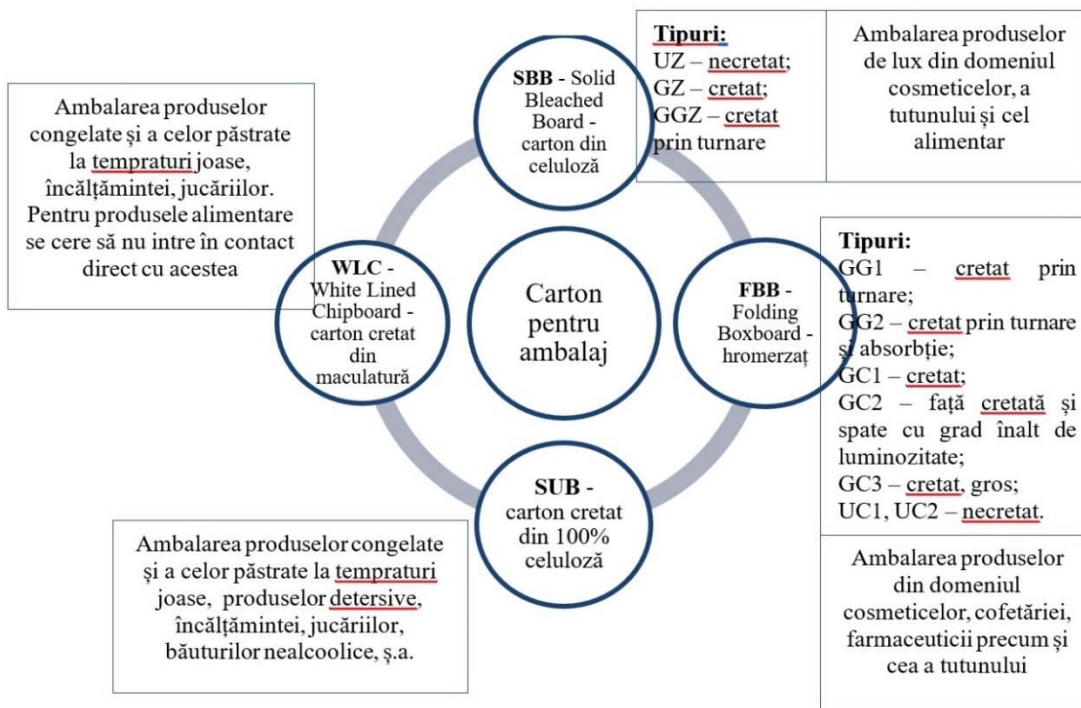 SBB - Solid
Bleached
Board -
carton din
celuloză
Tipuri:
UZ – necretat;
GZ – cretat;
GGZ – cretat
prin turnare
Ambalarea produselor
de lux din domeniul
cosmeticelor, a
tutunului și cel
alimentar
Ambalarea produselor
congelate și a celor păstrate
la tempraturi joase,
încălțămintei, jucăriilor.
Pentru produsele alimentare
se cere să nu intre în contact
direct cu acestea
WLC -
White Lined
Chipboard -
carton cretat
din
maculatură
Carton
pentru
ambalaj
FBB -
Folding
Boxboard -
hromerzaț
Tipuri:
GG1 – cretat prin
turnare;
GG2 – cretat prin turnare
și absorbție;
GC1 – cretat;
GC2 – față cretată și
spate cu grad înalt de
luminozitate;
GC3 – cretat, gros;
UC1, UC2 – necretat.
Ambalarea produselor
din domeniul
cosmeticelor, cofetăriei,
farmaceuticii precum și
cea a tutunului
SUB -
carton cretat
din 100%
celuloză
Ambalarea produselor congelate
și a celor păstrate la tempraturi
joase, produselor detersive,
încălțămintei, jucăriilor,
băuturilor nealcoolice, ș.a.